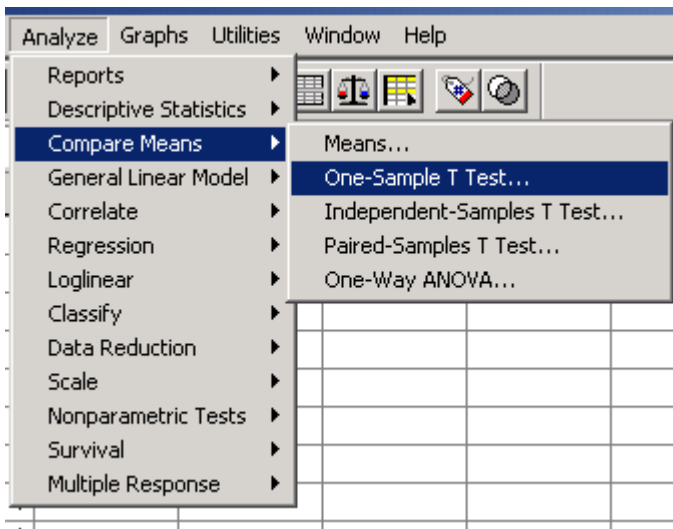 Analyze Graphs Utilities Window Help
Reports
Descriptive Statistics
Compare Means
General Linear Model
Correlate
Regression
Loglinear
Classify
Data Reduction
Scale
Nonparametric Tests
Survival
Multiple Response
Means...
One-Sample T Test...
Independent-Samples T Test...
Paired-Samples T Test...
One-Way ANOVA...